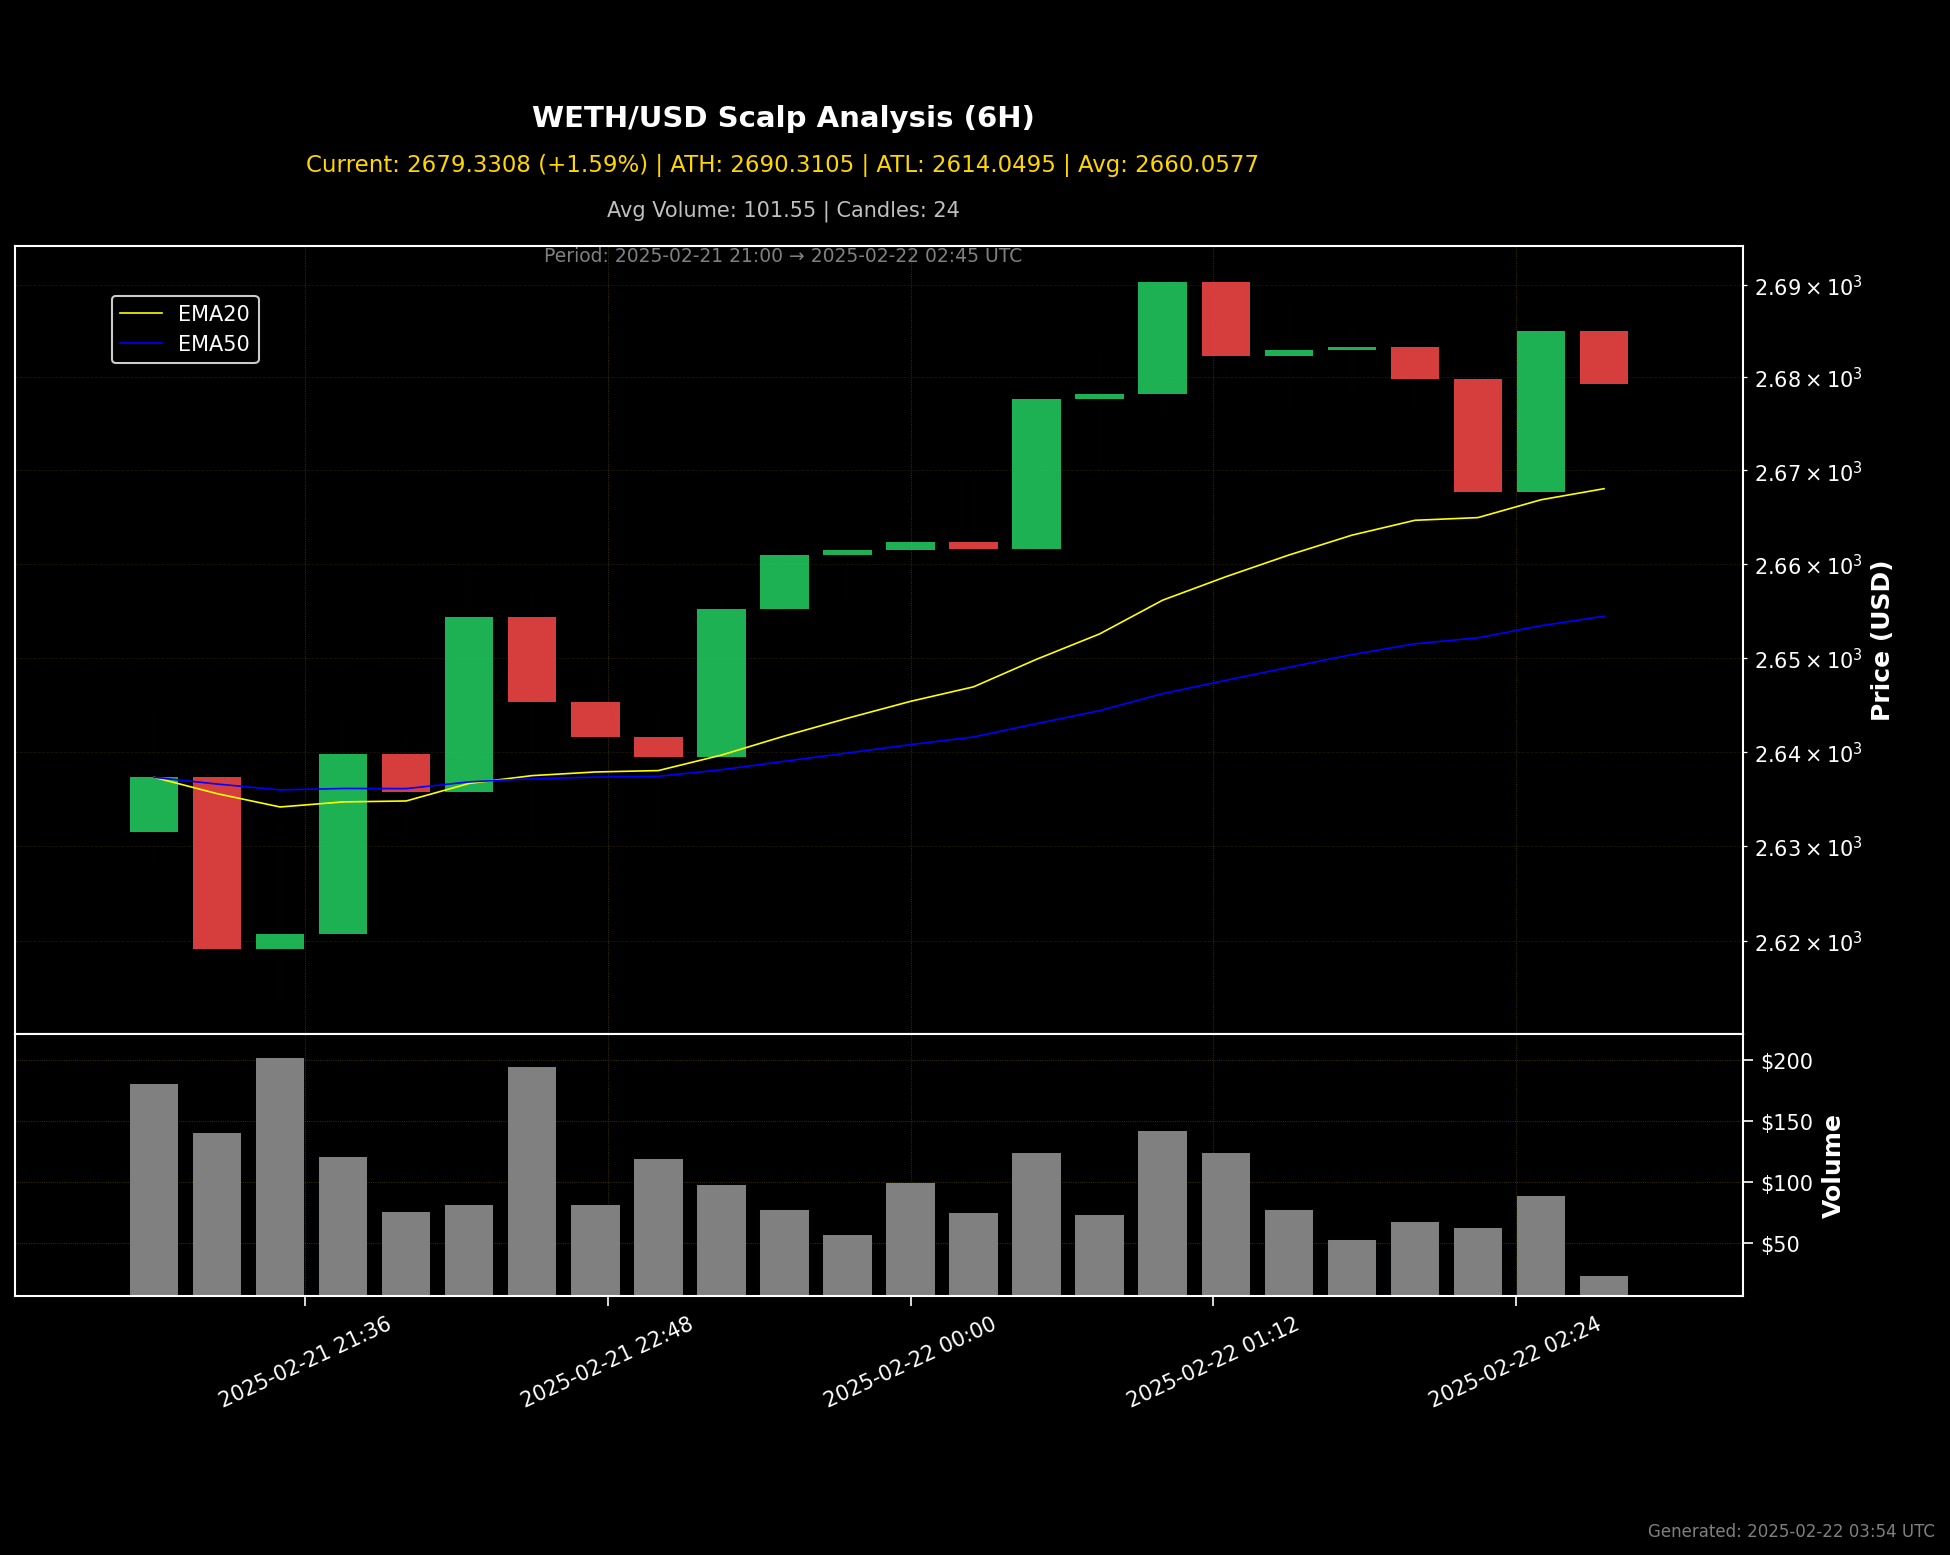 WETH/USD Scalp Analysis (6H)
Current: 2679.3308 (+1.59%) | ATH: 2690.3105 | ATL: 2614.0495 | Avg: 2660.0577
Avg Volume: 101.55 | Candles: 24
Period: 2025-02-21 21:00 → 2025-02-22 02:45 UTC
EMA20
EMA50
2.69 × 10³
2.68 × 10³
2.67 × 10³
2.66 × 10³
2.65 × 10³
2.64 × 10³
2.63 × 10³
2.62 × 10³
Price (USD)
$200
$150
$100
$50
Volume
2025-02-21 21:36
2025-02-21 22:48
2025-02-22 00:00
2025-02-22 01:12
2025-02-22 02:24
Generated: 2025-02-22 03:54 UTC